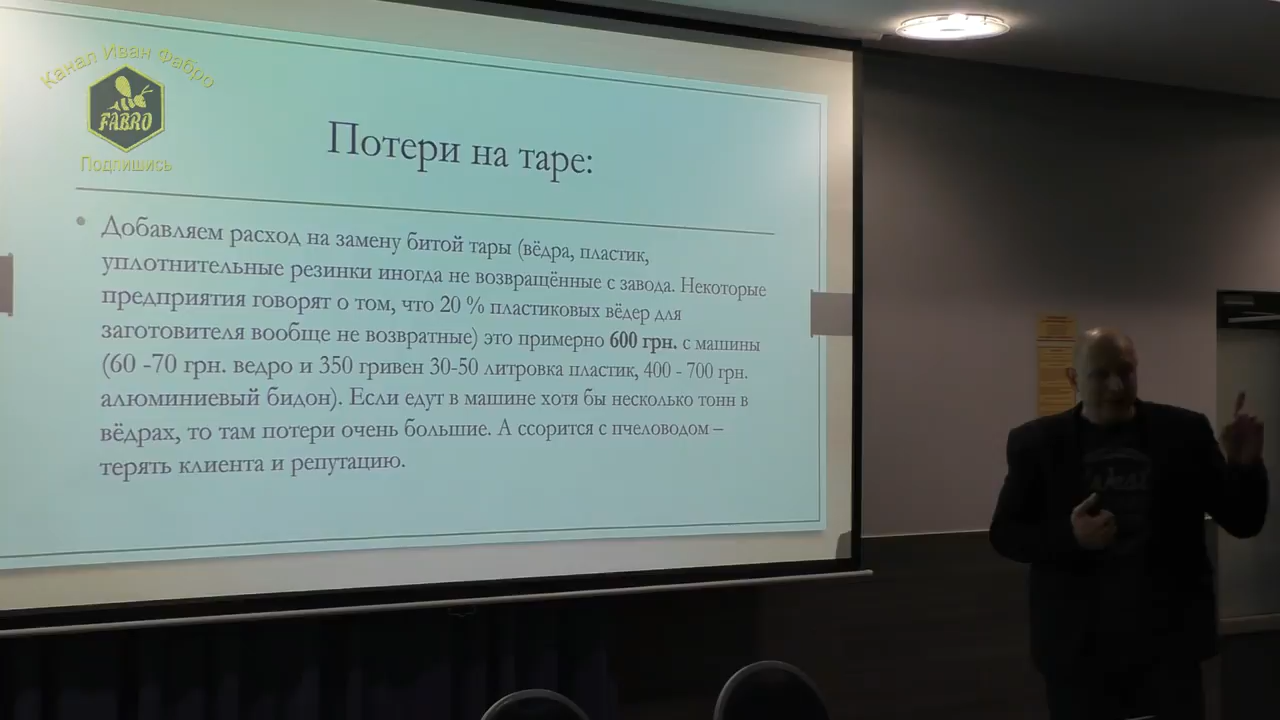 Канал Иван Фабро
FABRO
Подпишись
Потери на таре:
• Добавляем расход на замену битой тары (вёдра, пластик,
уплотнительные резинки иногда не возвращённые с завода. Некоторые
предприятия говорят о том, что 20 % пластиковых вёдер для
заготовителя вообще не возвратные) это примерно 600 грн. с машины
(60 -70 грн. ведро и 350 гривен 30-50 литровка пластик, 400 - 700 грн.
алюминиевый бидон). Если едут в машине хотя бы несколько тонн в
вёдрах, то там потери очень большие. А ссорится с пчеловодом –
терять клиента и репутацию.